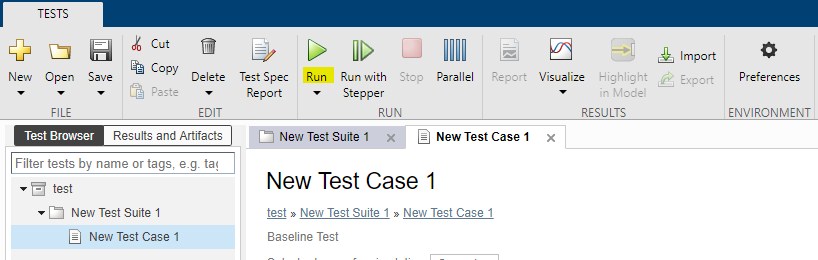 TESTS
New
Open
Save
Cut
Copy
Paste
Delete
Test Spec
Report
Run
Run with
Stepper
Stop
Parallel
Report
Visualize
Highlight
in Model
Import
Export
Preferences
FILE
EDIT
RUN
RESULTS
ENVIRONMENT
Test Browser
Results and Artifacts
Filter tests by name or tags, e.g. tag
test
New Test Suite 1
New Test Case 1
New Test Suite 1
New Test Case 1
New Test Case 1
test » New Test Suite 1 » New Test Case 1
Baseline Test